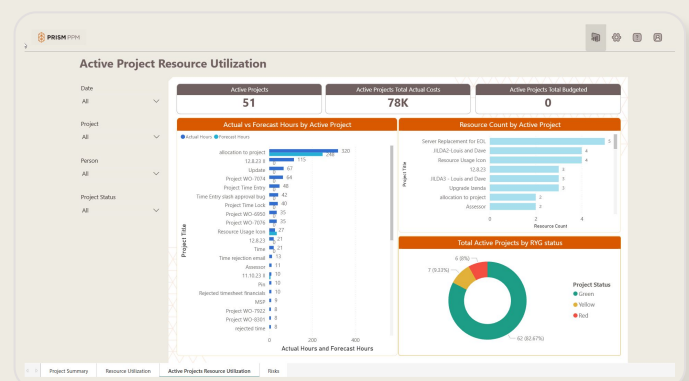 PRISM PPM
Active Project Resource Utilization
Date
All
Project
All
Person
All
Project Status
All
Active Projects
51
Active Projects Total Actual Costs
78K
Active Projects Total Budgeted
0
Actual vs Forecast Hours by Active Project
Actual Hours Forecast Hours
Project Title
allocation to project 320
12.8.23 II 115
Update 67
Project WO-7074 64
Project Time Entry 48
Time Entry slack approval bug 42
Project Time Lock 40
Project WO-6950 35
Project WO-7076 35
Resource Usage Icon 27
12.8.23 21
Time 21
Time rejection email 13
Assessor 11
11.10.23 II 10
Pin 10
Rejected timesheet financials 10
MSP 9
Project WO-7922 8
Project WO-8301 8
rejected time 8
0 200 400
Actual Hours and Forecast Hours
Resource Count by Active Project
Project Title
Server Replacement for EOL 5
JILDA2-Louis and Dave 4
Resource Usage Icon 4
12.8.23 3
JILDA3 - Louis and Dave 3
Upgrade trends 3
allocation to project 2
Assessor 2
0 2 4
Resource Count
Total Active Projects by RYG status
6 (8%)
7 (9.33%)
62 (82.67%)
Project Status
Green
Yellow
Red
Project Summary Resource Utilization Active Projects Resource Utilization Risks